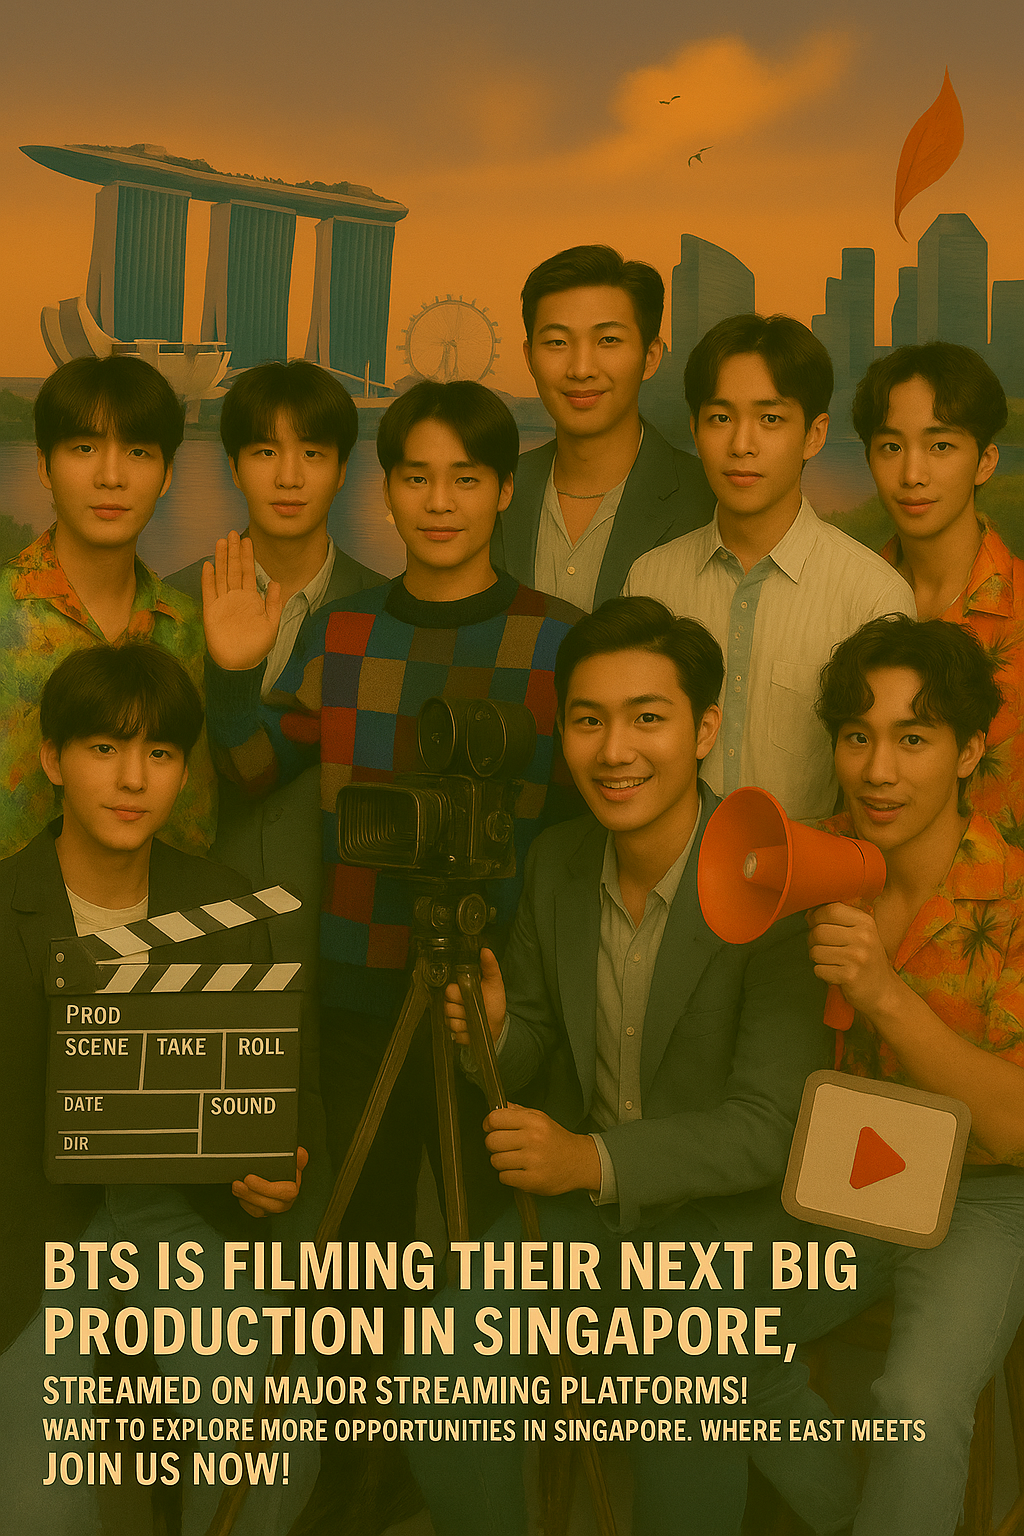 PROD
SCENE TAKE ROLL
DATE SOUND
DIR
BTS IS FILMING THEIR NEXT BIG
PRODUCTION IN SINGAPORE,
STREAMED ON MAJOR STREAMING PLATFORMS!
WANT TO EXPLORE MORE OPPORTUNITIES IN SINGAPORE. WHERE EAST MEETS
JOIN US NOW!